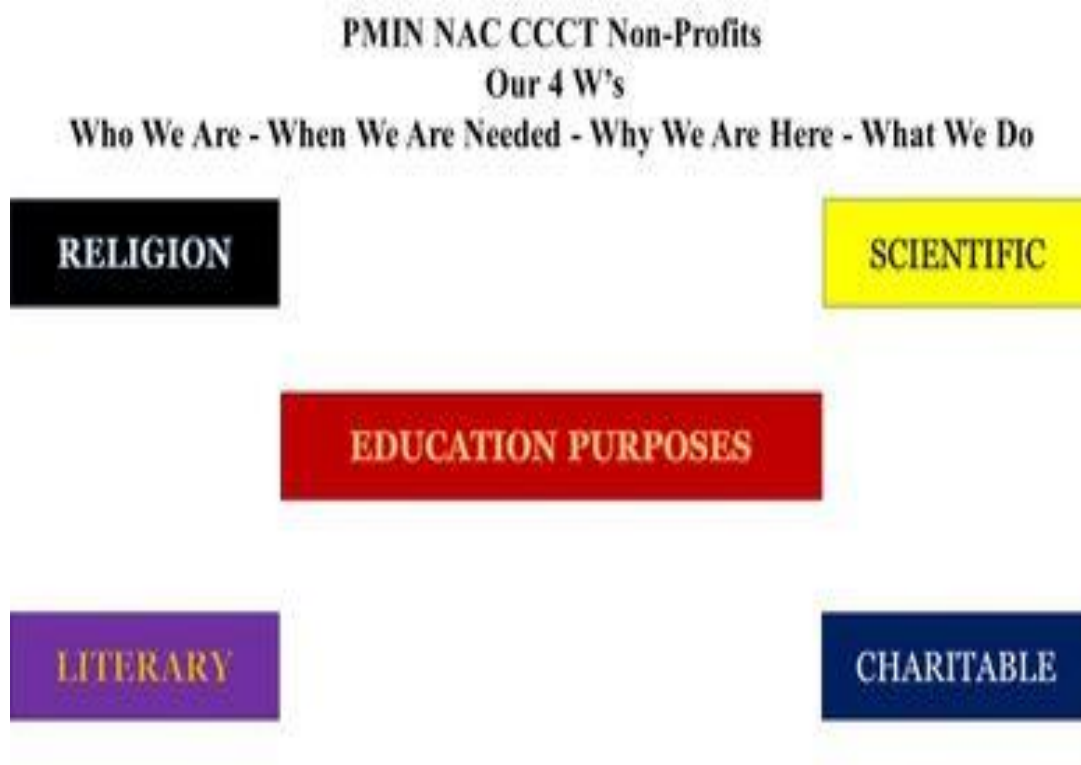 PMIN NAC CCCT Non-Profits
Our 4 W’s
Who We Are - When We Are Needed - Why We Are Here - What We Do
RELIGION
SCIENTIFIC
EDUCATION PURPOSES
LITERARY
CHARITABLE